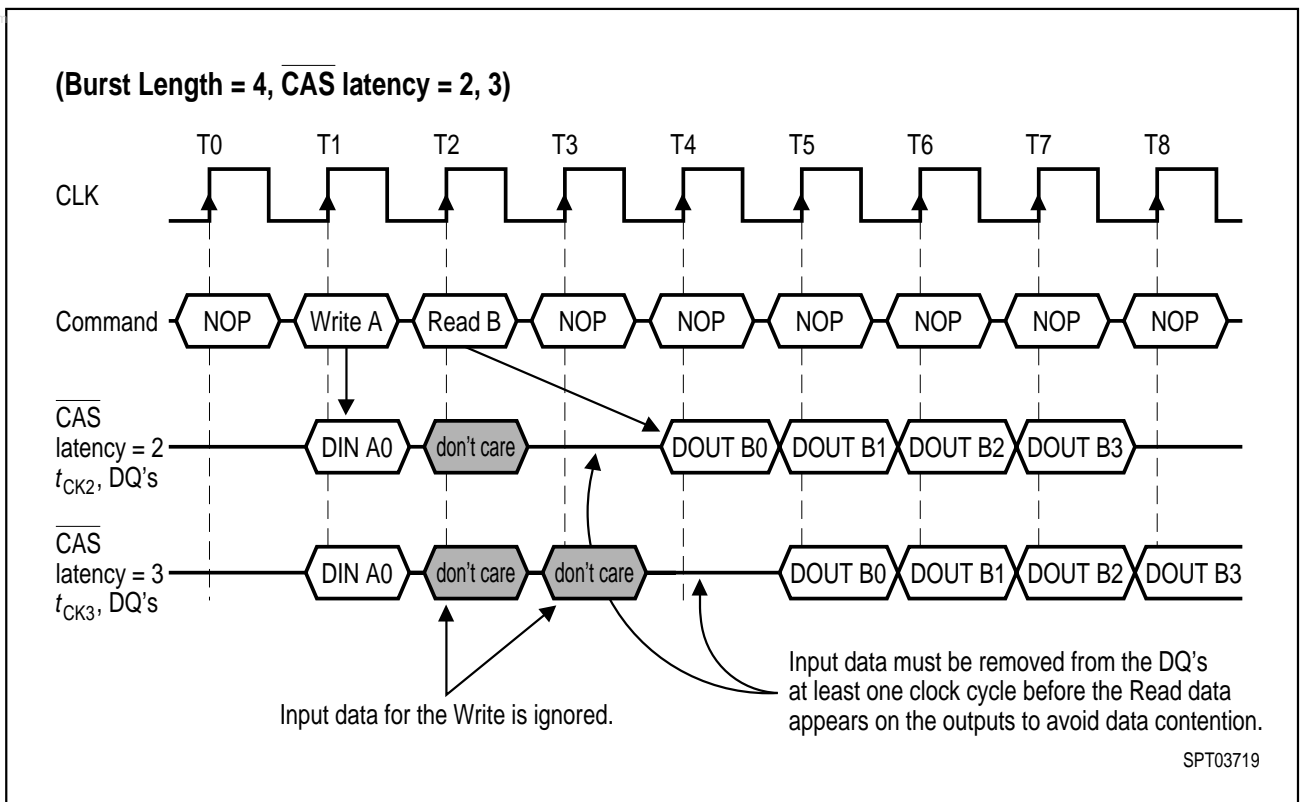 (Burst Length = 4, CAS latency = 2, 3)
T0 T1 T2 T3 T4 T5 T6 T7 T8
CLK
Command NOP Write A Read B NOP NOP NOP NOP NOP NOP
CAS
latency = 2
tCK2, DQ's
DIN A0 don't care DOUT B0 DOUT B1 DOUT B2 DOUT B3
CAS
latency = 3
tCK3, DQ's
DIN A0 don't care don't care DOUT B0 DOUT B1 DOUT B2 DOUT B3
Input data for the Write is ignored.
Input data must be removed from the DQ's
at least one clock cycle before the Read data
appears on the outputs to avoid data contention.
SPT03719